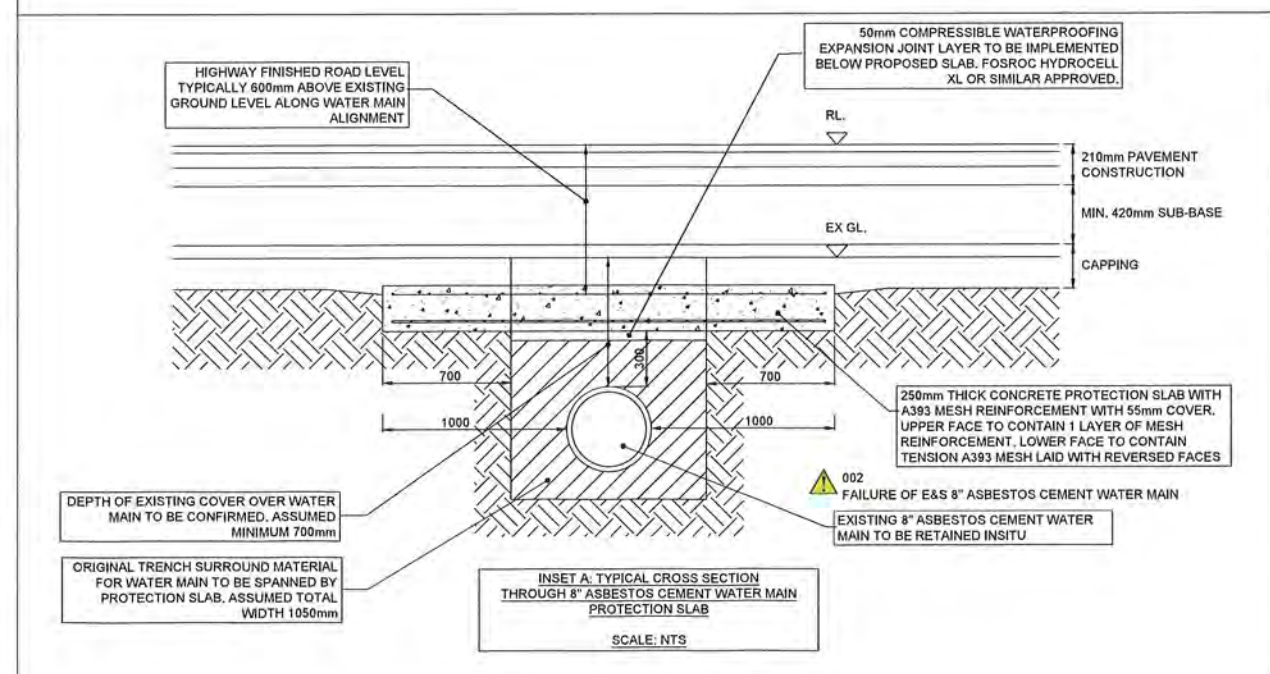 50mm COMPRESSIBLE WATERPROOFING
EXPANSION JOINT LAYER TO BE IMPLEMENTED
BELOW PROPOSED SLAB. FOSROC HYDROCELL
XL OR SIMILAR APPROVED.
HIGHWAY FINISHED ROAD LEVEL
TYPICALLY 600mm ABOVE EXISTING
GROUND LEVEL ALONG WATER MAIN
ALIGNMENT
RL.
210mm PAVEMENT
CONSTRUCTION
MIN. 420mm SUB-BASE
EX GL.
CAPPING
300
700
700
1000
1000
250mm THICK CONCRETE PROTECTION SLAB WITH
A393 MESH REINFORCEMENT WITH 55mm COVER.
UPPER FACE TO CONTAIN 1 LAYER OF MESH
REINFORCEMENT, LOWER FACE TO CONTAIN
TENSION A393 MESH LAID WITH REVERSED FACES
002
FAILURE OF E&S 8" ASBESTOS CEMENT WATER MAIN
DEPTH OF EXISTING COVER OVER WATER
MAIN TO BE CONFIRMED. ASSUMED
MINIMUM 700mm
EXISTING 8" ASBESTOS CEMENT WATER
MAIN TO BE RETAINED INSITU
ORIGINAL TRENCH SURROUND MATERIAL
FOR WATER MAIN TO BE SPANNED BY
PROTECTION SLAB. ASSUMED TOTAL
WIDTH 1050mm
INSET A: TYPICAL CROSS SECTION
THROUGH 8" ASBESTOS CEMENT WATER MAIN
PROTECTION SLAB
SCALE: NTS